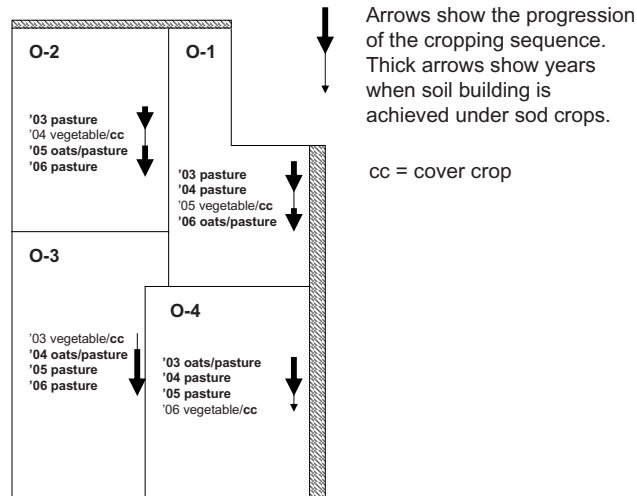 O-2
'03 pasture
'04 vegetable/cc
'05 oats/pasture
'06 pasture
O-1
'03 pasture
'04 pasture
'05 vegetable/cc
'06 oats/pasture
O-3
'03 vegetable/cc
'04 oats/pasture
'05 pasture
'06 pasture
O-4
'03 oats/pasture
'04 pasture
'05 pasture
'06 vegetable/cc
Arrows show the progression
of the cropping sequence.
Thick arrows show years
when soil building is
achieved under sod crops.
cc = cover crop